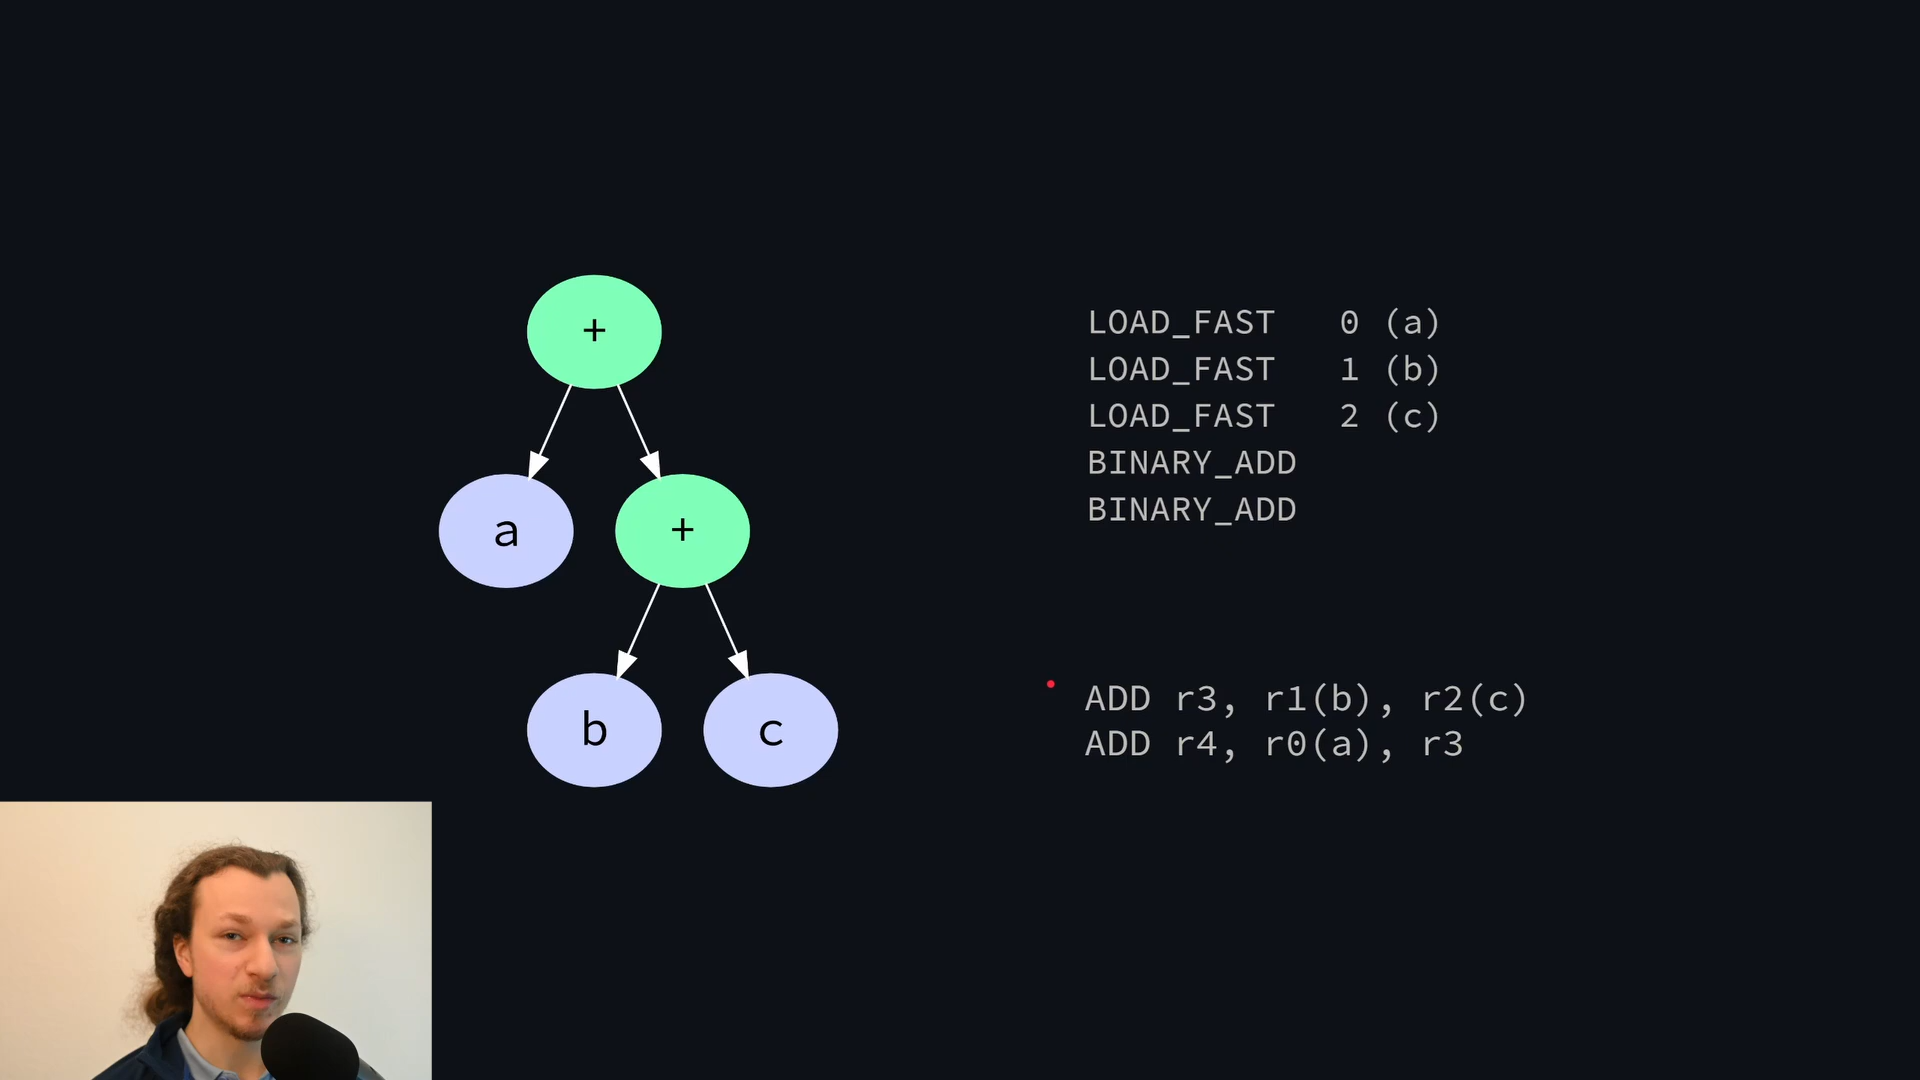 +
a
+
b
c
LOAD_FAST 0 (a)
LOAD_FAST 1 (b)
LOAD_FAST 2 (c)
BINARY_ADD
BINARY_ADD
ADD r3, r1(b), r2(c)
ADD r4, r0(a), r3